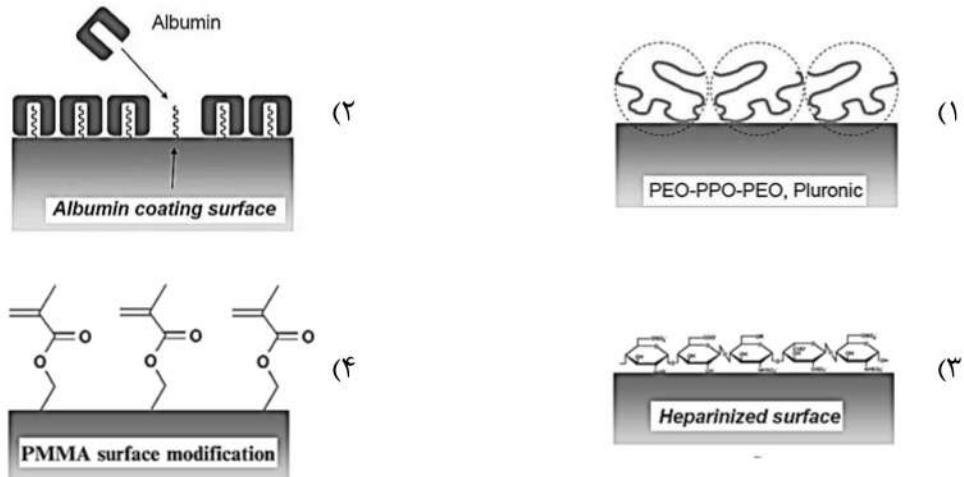 (۱
PEO-PPO-PEO, Pluronic
(۲
Albumin
Albumin coating surface
(۳
Heparinized surface
(۴
O
O
O
O
O
O
PMMA surface modification